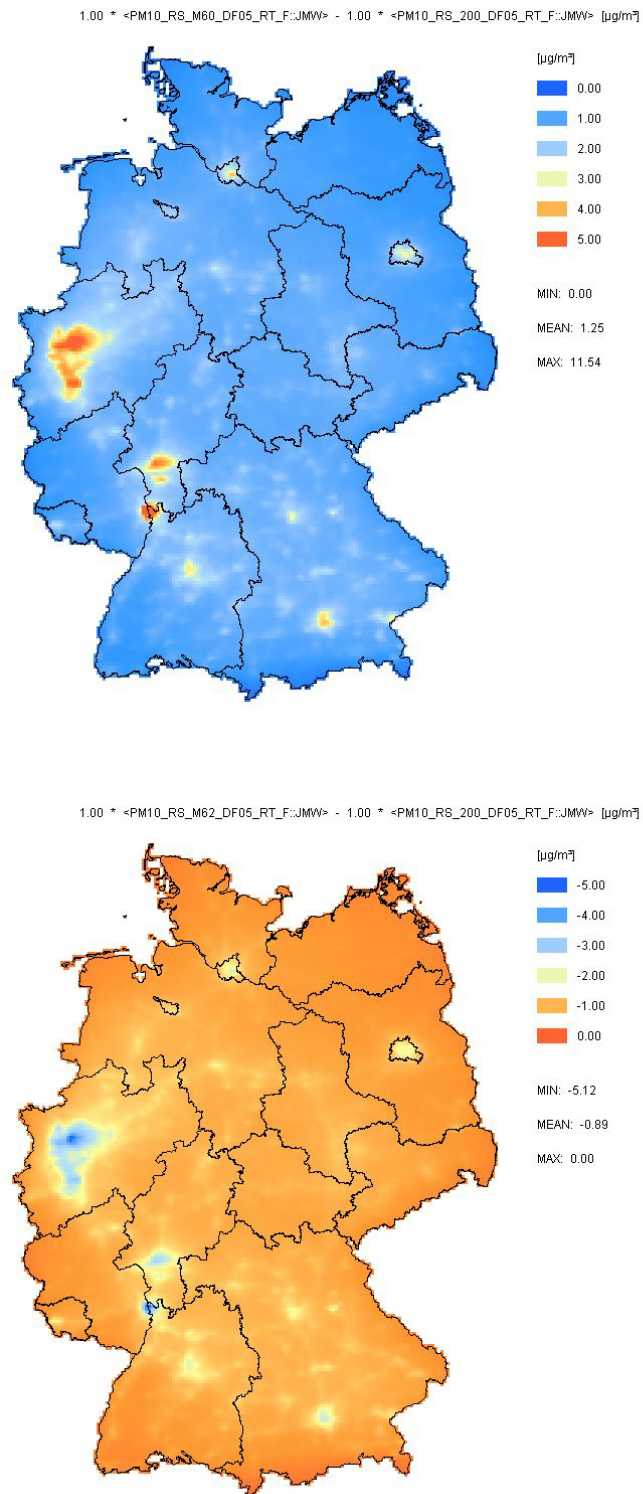 1.00 * <PM10_RS_M60_DF05_RT_F::JMW> - 1.00 * <PM10_RS_200_DF05_RT_F::JMW> [µg/m³]
[µg/m³]
0.00
1.00
2.00
3.00
4.00
5.00
MIN: 0.00
MEAN: 1.25
MAX: 11.54
1.00 * <PM10_RS_M62_DF05_RT_F::JMW> - 1.00 * <PM10_RS_200_DF05_RT_F::JMW> [µg/m³]
[µg/m³]
-5.00
-4.00
-3.00
-2.00
-1.00
0.00
MIN: -5.12
MEAN: -0.89
MAX: 0.00